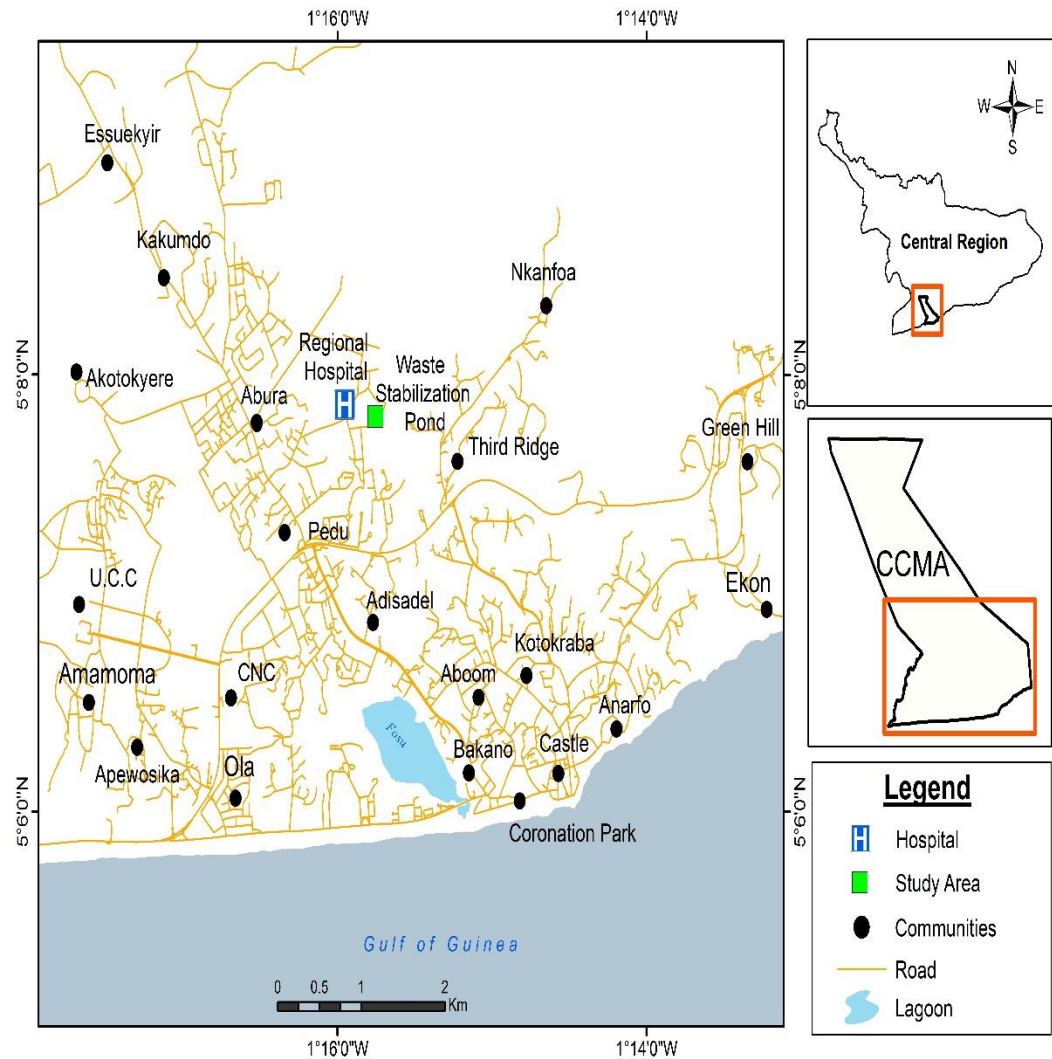 1°16'0"W
1°14'0"W
Essuekyir
Kakumdo
Nkanfoa
Regional
Hospital
Waste
Stabilization
Pond
5°8'0"N
5°8'0"N
Akotokyere
Abura
H
Third Ridge
Green Hill
Pedu
U.C.C
Adisadel
Ekon
Kotokraba
Amamoma
CNC
Aboom
Anarfo
Fosu
Apewosika
Ola
Bakano
Castle
5°6'0"N
5°6'0"N
Coronation Park
Gulf of Guinea
0 0.5 1 2
Km
1°16'0"W
1°14'0"W
N
W E
S
Central Region
CCMA
Legend
H Hospital
Study Area
Communities
Road
Lagoon